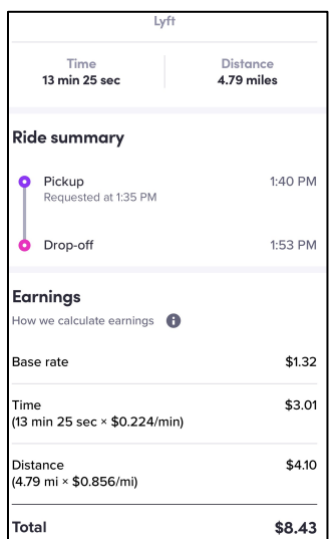 Lyft
Time Distance
13 min 25 sec 4.79 miles
Ride summary
Pickup 1:40 PM
Requested at 1:35 PM
Drop-off 1:53 PM
Earnings
How we calculate earnings i
Base rate $1.32
Time $3.01
(13 min 25 sec × $0.224/min)
Distance $4.10
(4.79 mi × $0.856/mi)
Total $8.43